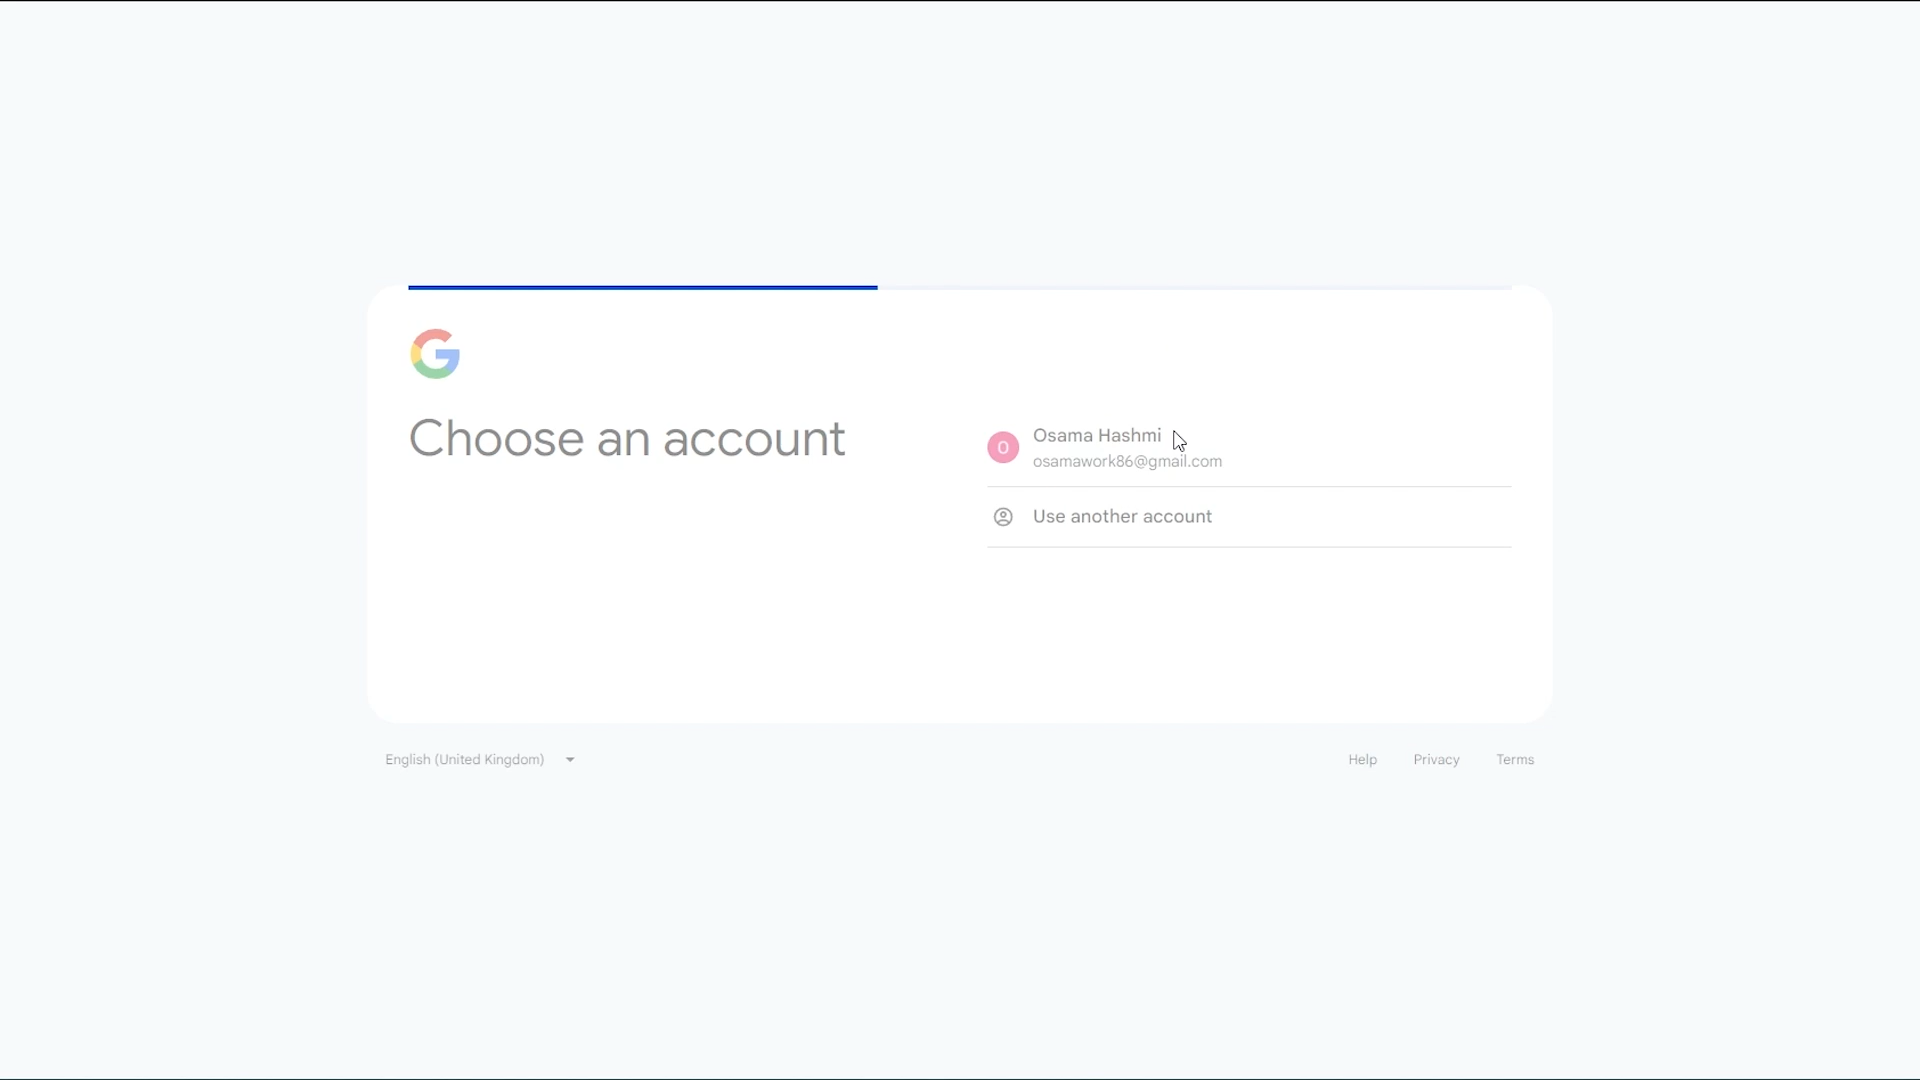 Choose an account
O
Osama Hashmi
osamawork86@gmail.com
Use another account
English (United Kingdom)
Help
Privacy
Terms